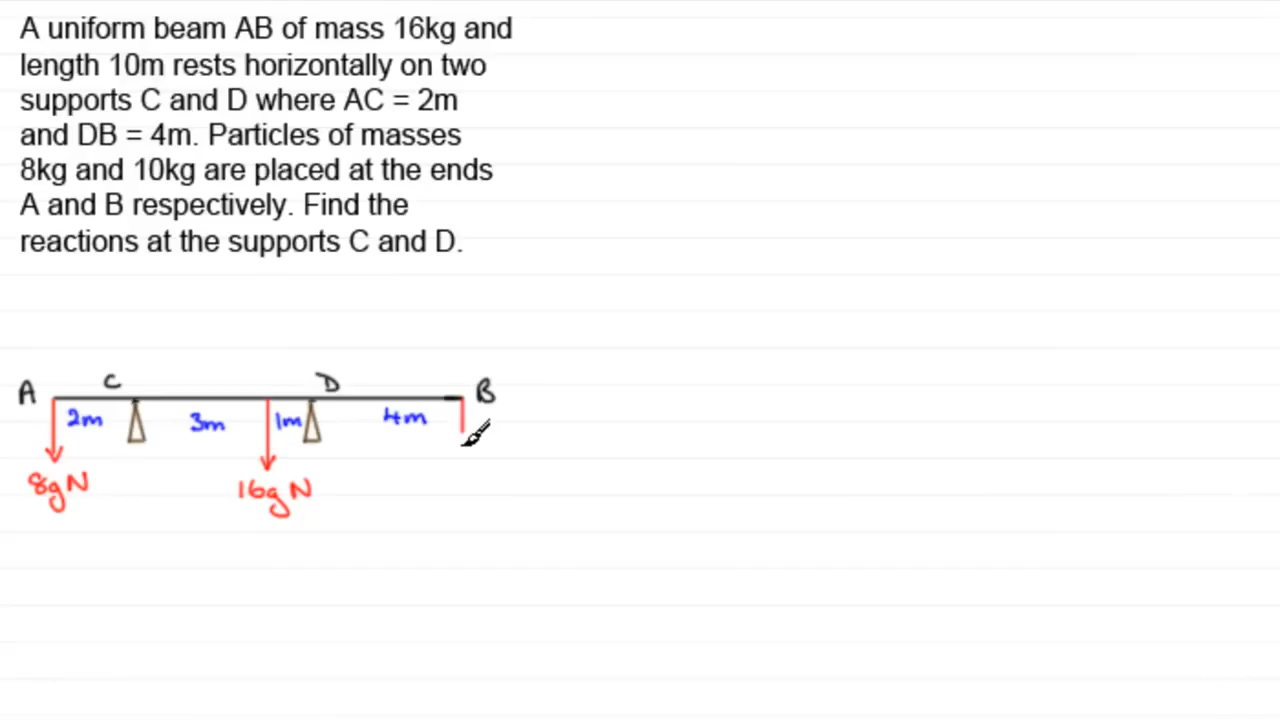 A uniform beam AB of mass 16kg and
length 10m rests horizontally on two
supports C and D where AC = 2m
and DB = 4m. Particles of masses
8kg and 10kg are placed at the ends
A and B respectively. Find the
reactions at the supports C and D.
A C D B
2m 3m 1m 4m
8gN 16gN